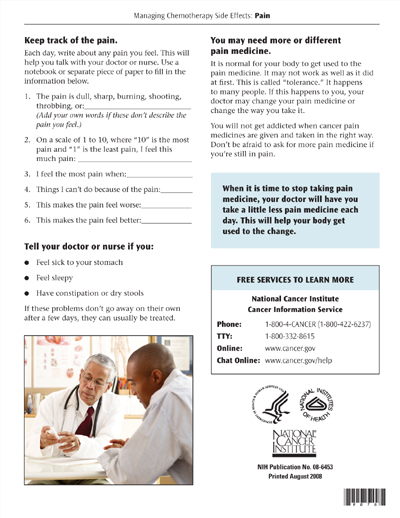 Managing Chemotherapy Side Effects: Pain
Keep track of the pain.
Each day, write about any pain you feel. This will
help you talk with your doctor or nurse. Use a
notebook or separate piece of paper to fill in the
information below.
1. The pain is dull, sharp, burning, shooting,
throbbing, or:
(Add your own words if these don't describe the
pain you feel.)
2. On a scale of 1 to 10, where "10" is the most
pain and "1" is the least pain, I feel this
much pain:
3. I feel the most pain when:
4. Things I can't do because of the pain:
5. This makes the pain feel worse:
6. This makes the pain feel better:
Tell your doctor or nurse if you:
• Feel sick to your stomach
• Feel sleepy
• Have constipation or dry stools
If these problems don't go away on their own
after a few days, they can usually be treated.
You may need more or different
pain medicine.
It is normal for your body to get used to the
pain medicine. It may not work as well as it did
at first. This is called "tolerance." It happens
to many people. If this happens to you, your
doctor may change your pain medicine or
change the way you take it.
You will not get addicted when cancer pain
medicines are given and taken in the right way.
Don't be afraid to ask for more pain medicine if
you're still in pain.
When it is time to stop taking pain
medicine, your doctor will have you
take a little less pain medicine each
day. This will help your body get
used to the change.
FREE SERVICES TO LEARN MORE
National Cancer Institute
Cancer Information Service
Phone: 1-800-4-CANCER (1-800-422-6237)
TTY: 1-800-332-8615
Online: www.cancer.gov
Chat Online: www.cancer.gov/help
NATIONAL INSTITUTES
OF HEALTH
NATIONAL
CANCER
INSTITUTE
NIH Publication No. 08-6453
Printed August 2008